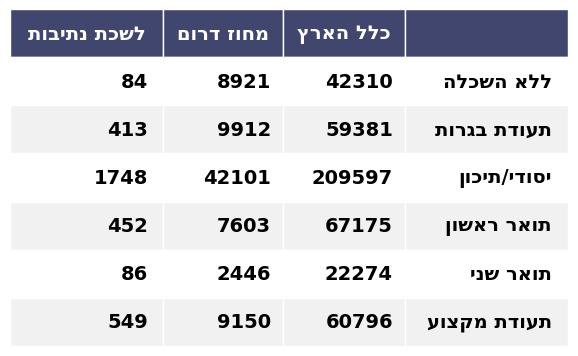 כלל הארץ מחוז דרום לשכת נתיבות
ללא השכלה 42310 8921 84
תעודת בגרות 59381 9912 413
יסודי/תיכון 209597 42101 1748
תואר ראשון 67175 7603 452
תואר שני 22274 2446 86
תעודת מקצוע 60796 9150 549